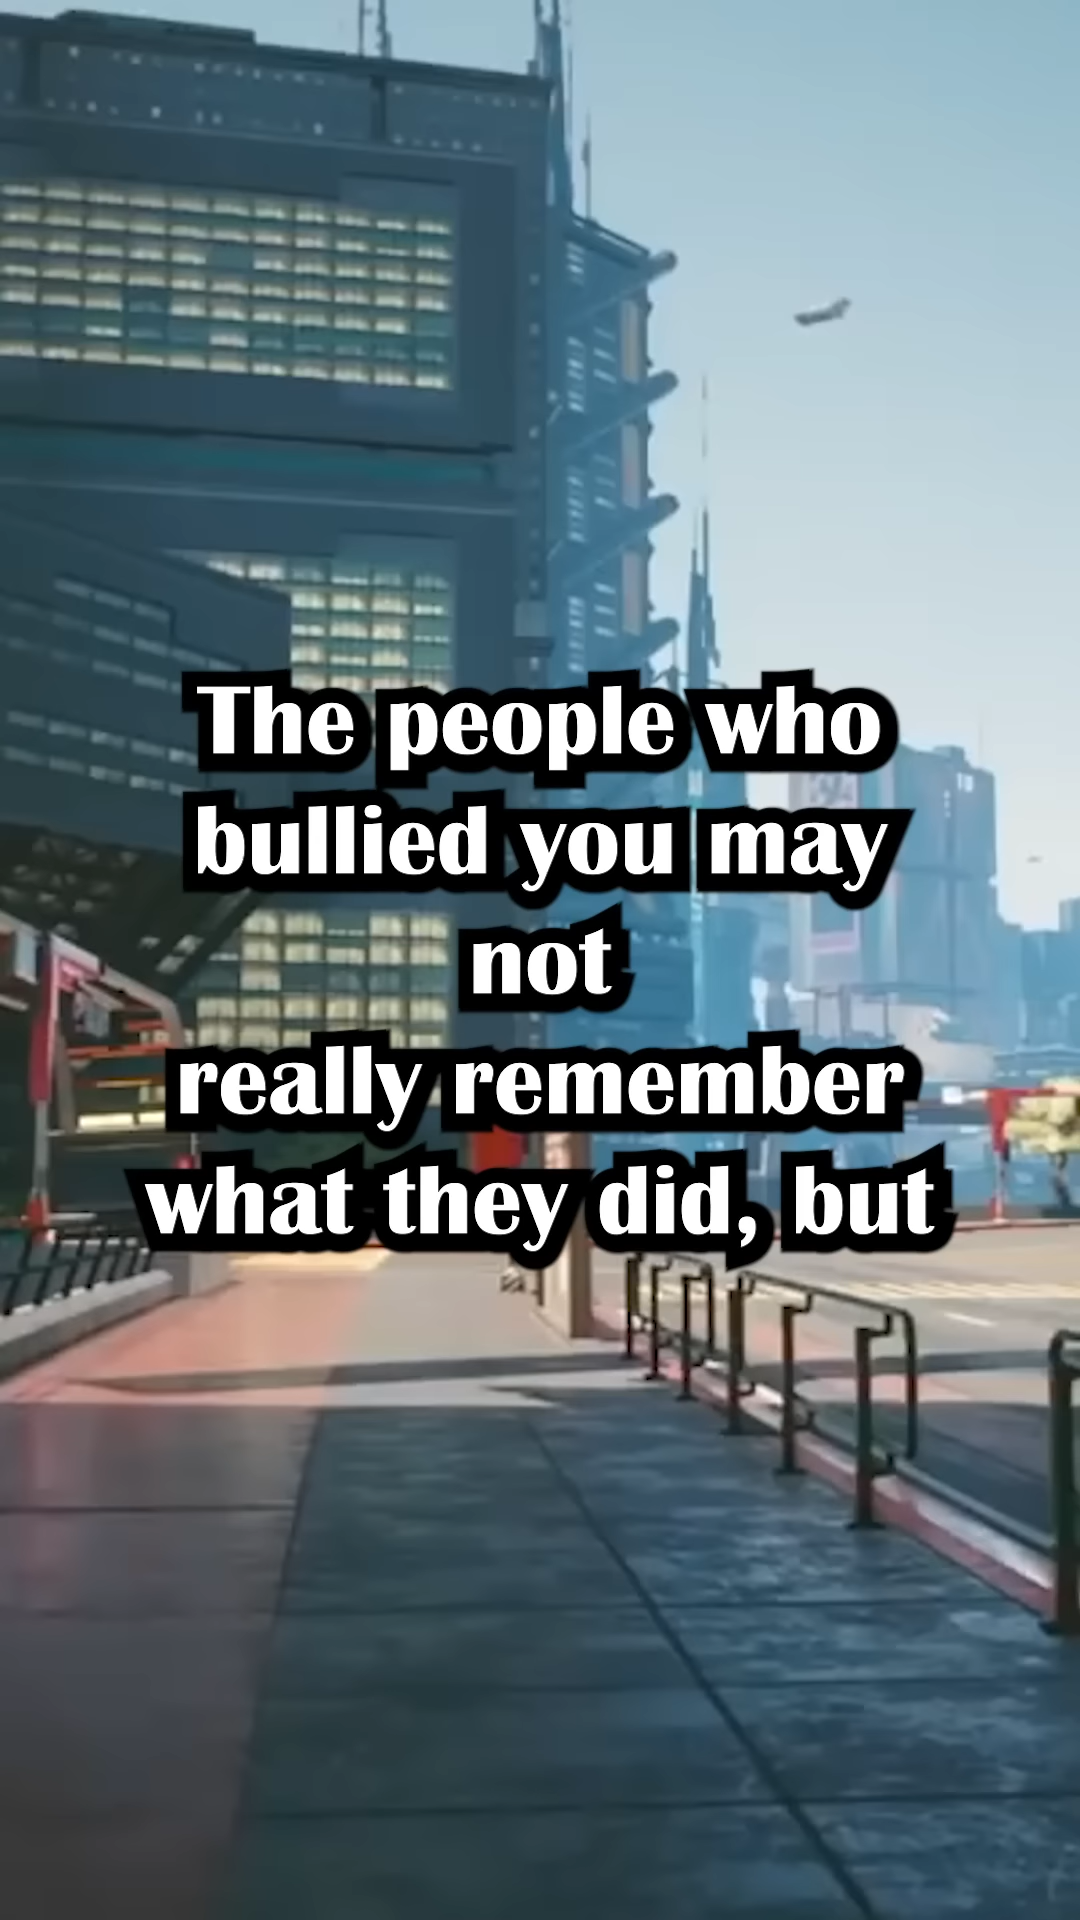 The people who
bullied you may
not
really remember
what they did, but